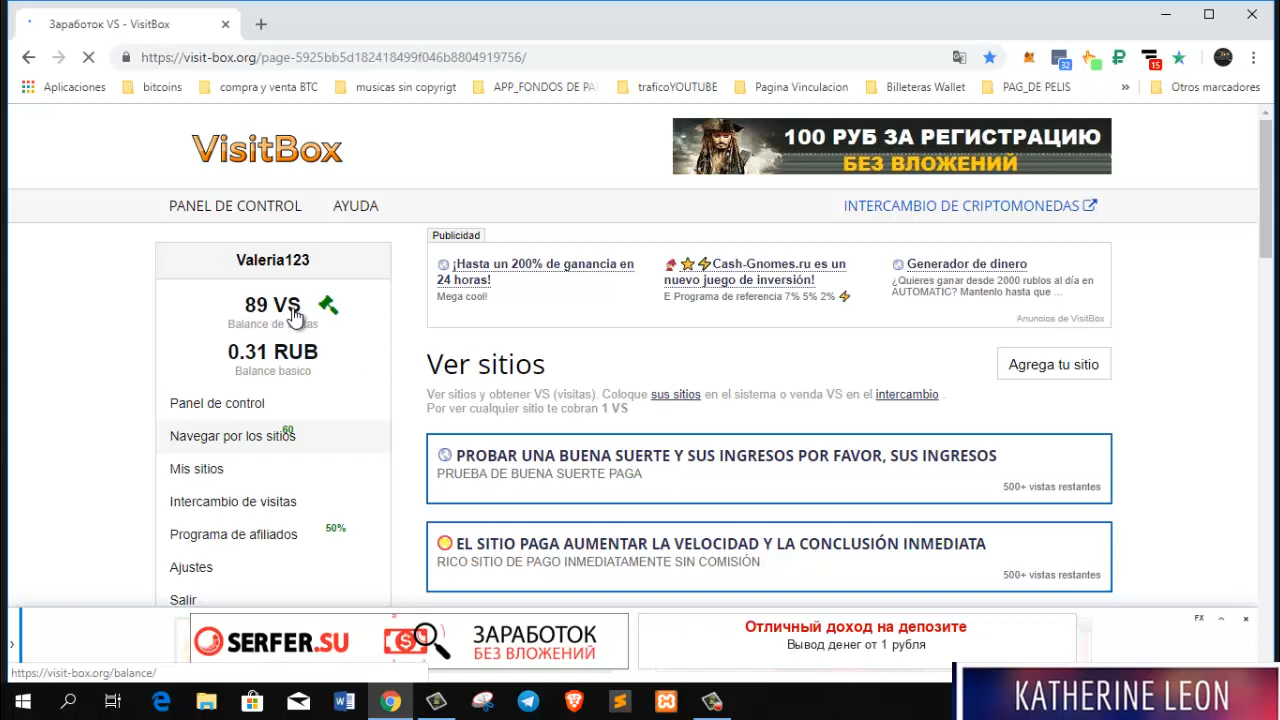 Заработок VS - VisitBox
https://visit-box.org/page-5925bb5d182418499f046b8804919756/
32
15
Aplicaciones
bitcoins
compra y venta BTC
musicas sin copyrigt
APP_FONDOS DE PA
traficoYOUTUBE
Pagina Vinculacion
Billeteras Wallet
PAG_DE PELIS
»
Otros marcadores
VisitBox
100 РУБ ЗА РЕГИСТРАЦИЮ
БЕЗ ВЛОЖЕНИЙ
PANEL DE CONTROL
AYUDA
INTERCAMBIO DE CRIPTOMONEDAS
Valeria123
89 VS
Balance de
0.31 RUB
Balance basico
Panel de control
Navegar por los sitios
60
Mis sitios
Intercambio de visitas
Programa de afiliados
50%
Ajustes
Salir
Publicidad
¡Hasta un 200% de ganancia en
24 horas!
Mega cool!
Cash-Gnomes.ru es un
nuevo juego de inversión!
E Programa de referencia 7% 5% 2%
Generador de dinero
¿Quieres ganar desde 2000 rublos al día en
AUTOMATIC? Mantenlo hasta que ...
Anuncios de VisitBox
Ver sitios
Agrega tu sitio
Ver sitios y obtener VS (visitas). Coloque sus sitios en el sistema o venda VS en el intercambio .
Por ver cualquier sitio te cobran 1 VS
PROBAR UNA BUENA SUERTE Y SUS INGRESOS POR FAVOR, SUS INGRESOS
PRUEBA DE BUENA SUERTE PAGA
500+ vistas restantes
EL SITIO PAGA AUMENTAR LA VELOCIDAD Y LA CONCLUSIÓN INMEDIATA
RICO SITIO DE PAGO INMEDIATAMENTE SIN COMISIÓN
500+ vistas restantes
SERFER.SU
ЗАРАБОТОК
БЕЗ ВЛОЖЕНИЙ
Отличный доход на депозите
Вывод денег от 1 рубля
FX
https://visit-box.org/balance/
KATHERINE LEON